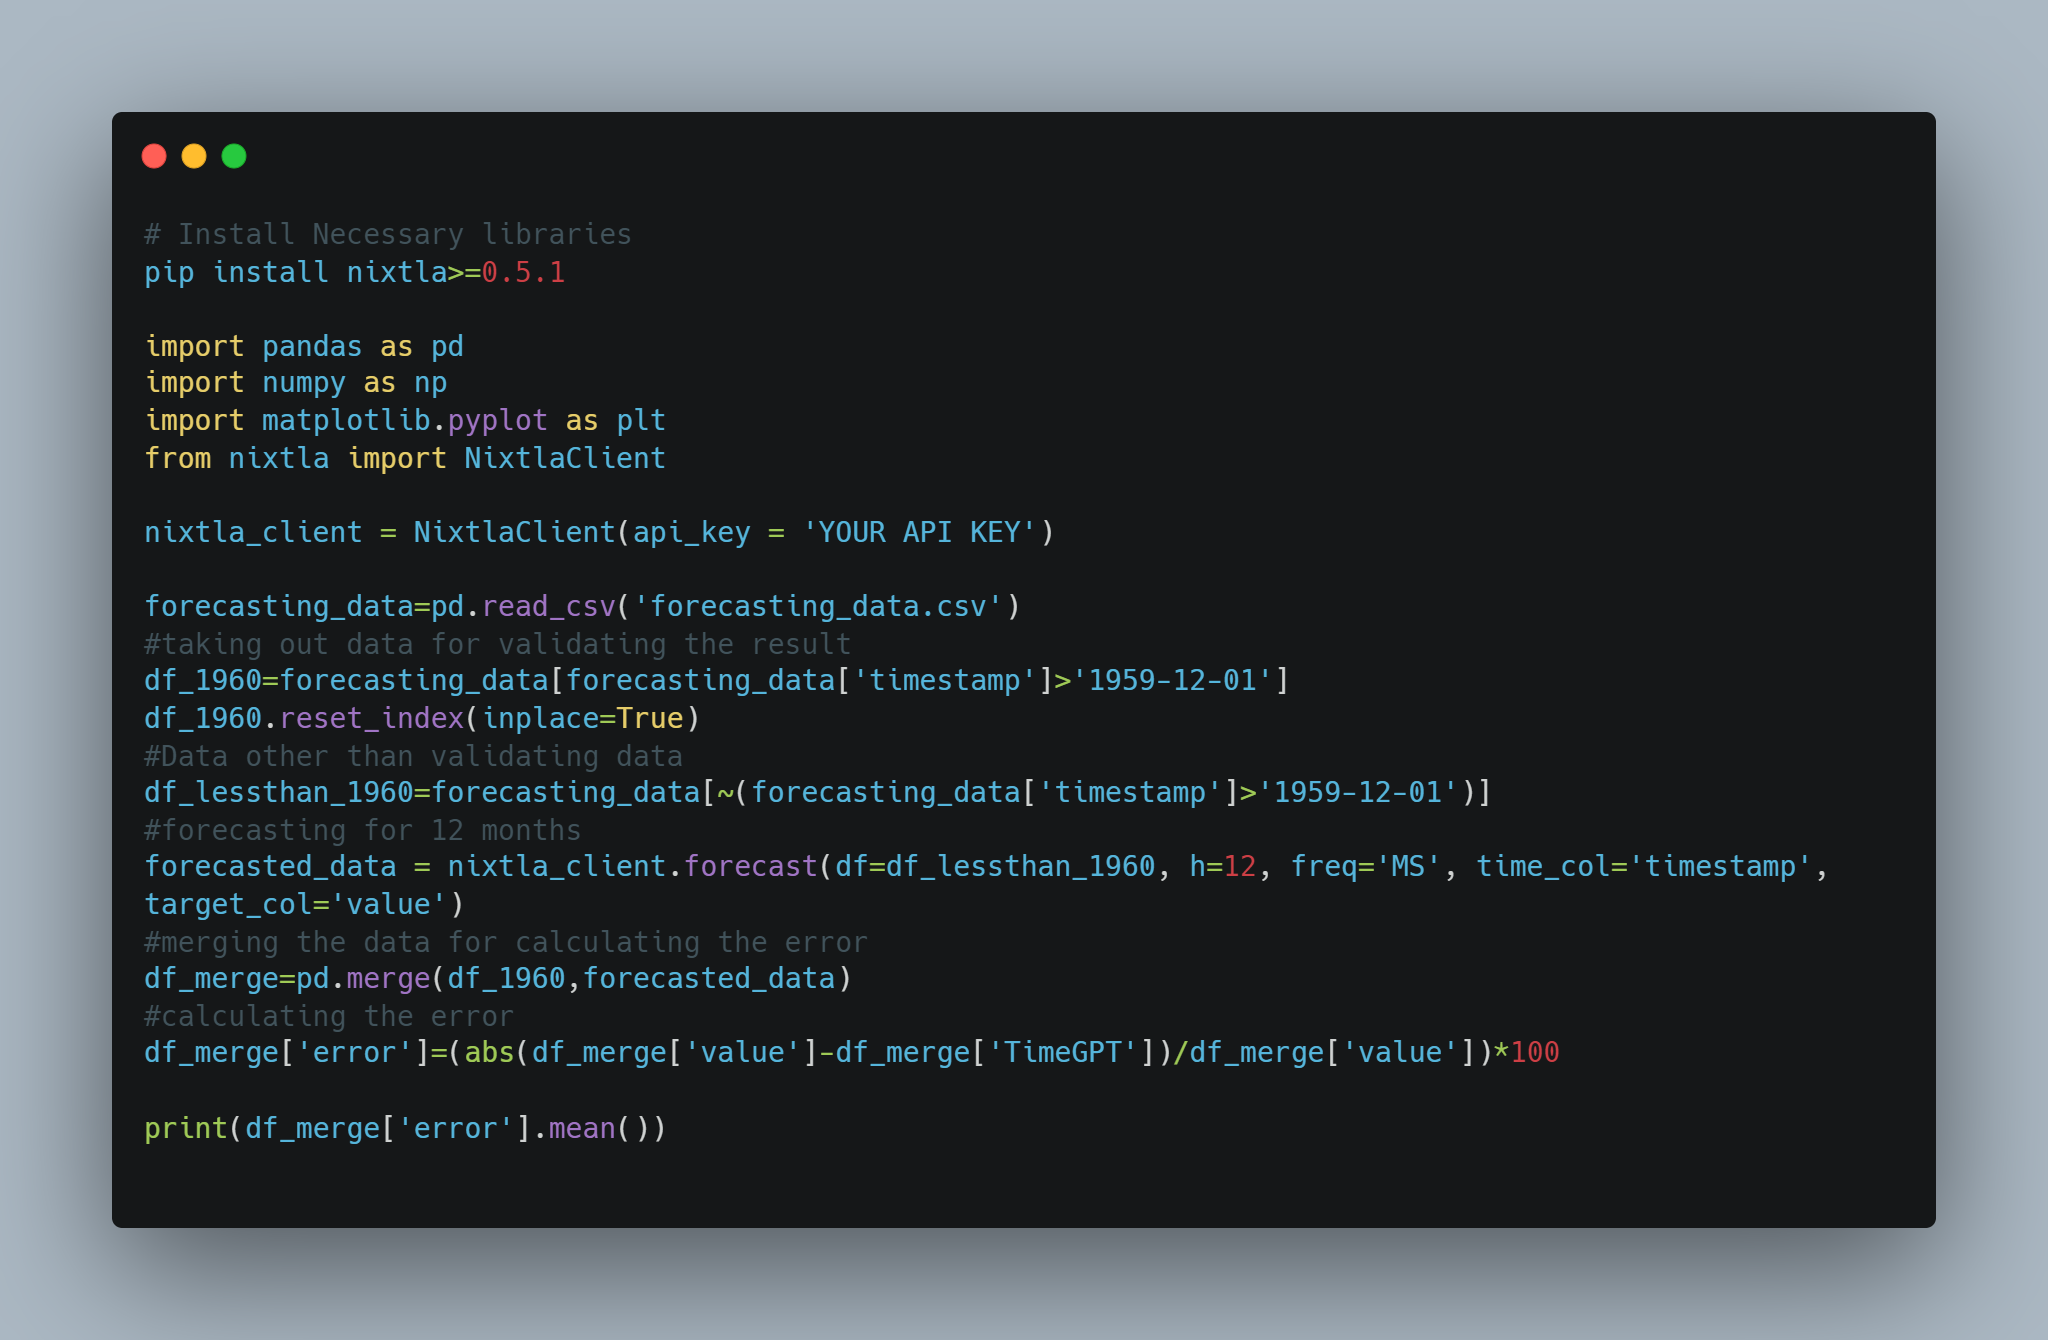 # Install Necessary libraries
pip install nixtla>=0.5.1
import pandas as pd
import numpy as np
import matplotlib.pyplot as plt
from nixtla import NixtlaClient
nixtla_client = NixtlaClient(api_key = 'YOUR API KEY')
forecasting_data=pd.read_csv('forecasting_data.csv')
#taking out data for validating the result
df_1960=forecasting_data[forecasting_data['timestamp']>'1959-12-01']
df_1960.reset_index(inplace=True)
#Data other than validating data
df_lessthan_1960=forecasting_data[~(forecasting_data['timestamp']>'1959-12-01')]
#forecasting for 12 months
forecasted_data = nixtla_client.forecast(df=df_lessthan_1960, h=12, freq='MS', time_col='timestamp',
target_col='value')
#merging the data for calculating the error
df_merge=pd.merge(df_1960,forecasted_data)
#calculating the error
df_merge['error']=(abs(df_merge['value']-df_merge['TimeGPT'])/df_merge['value'])*100
print(df_merge['error'].mean())